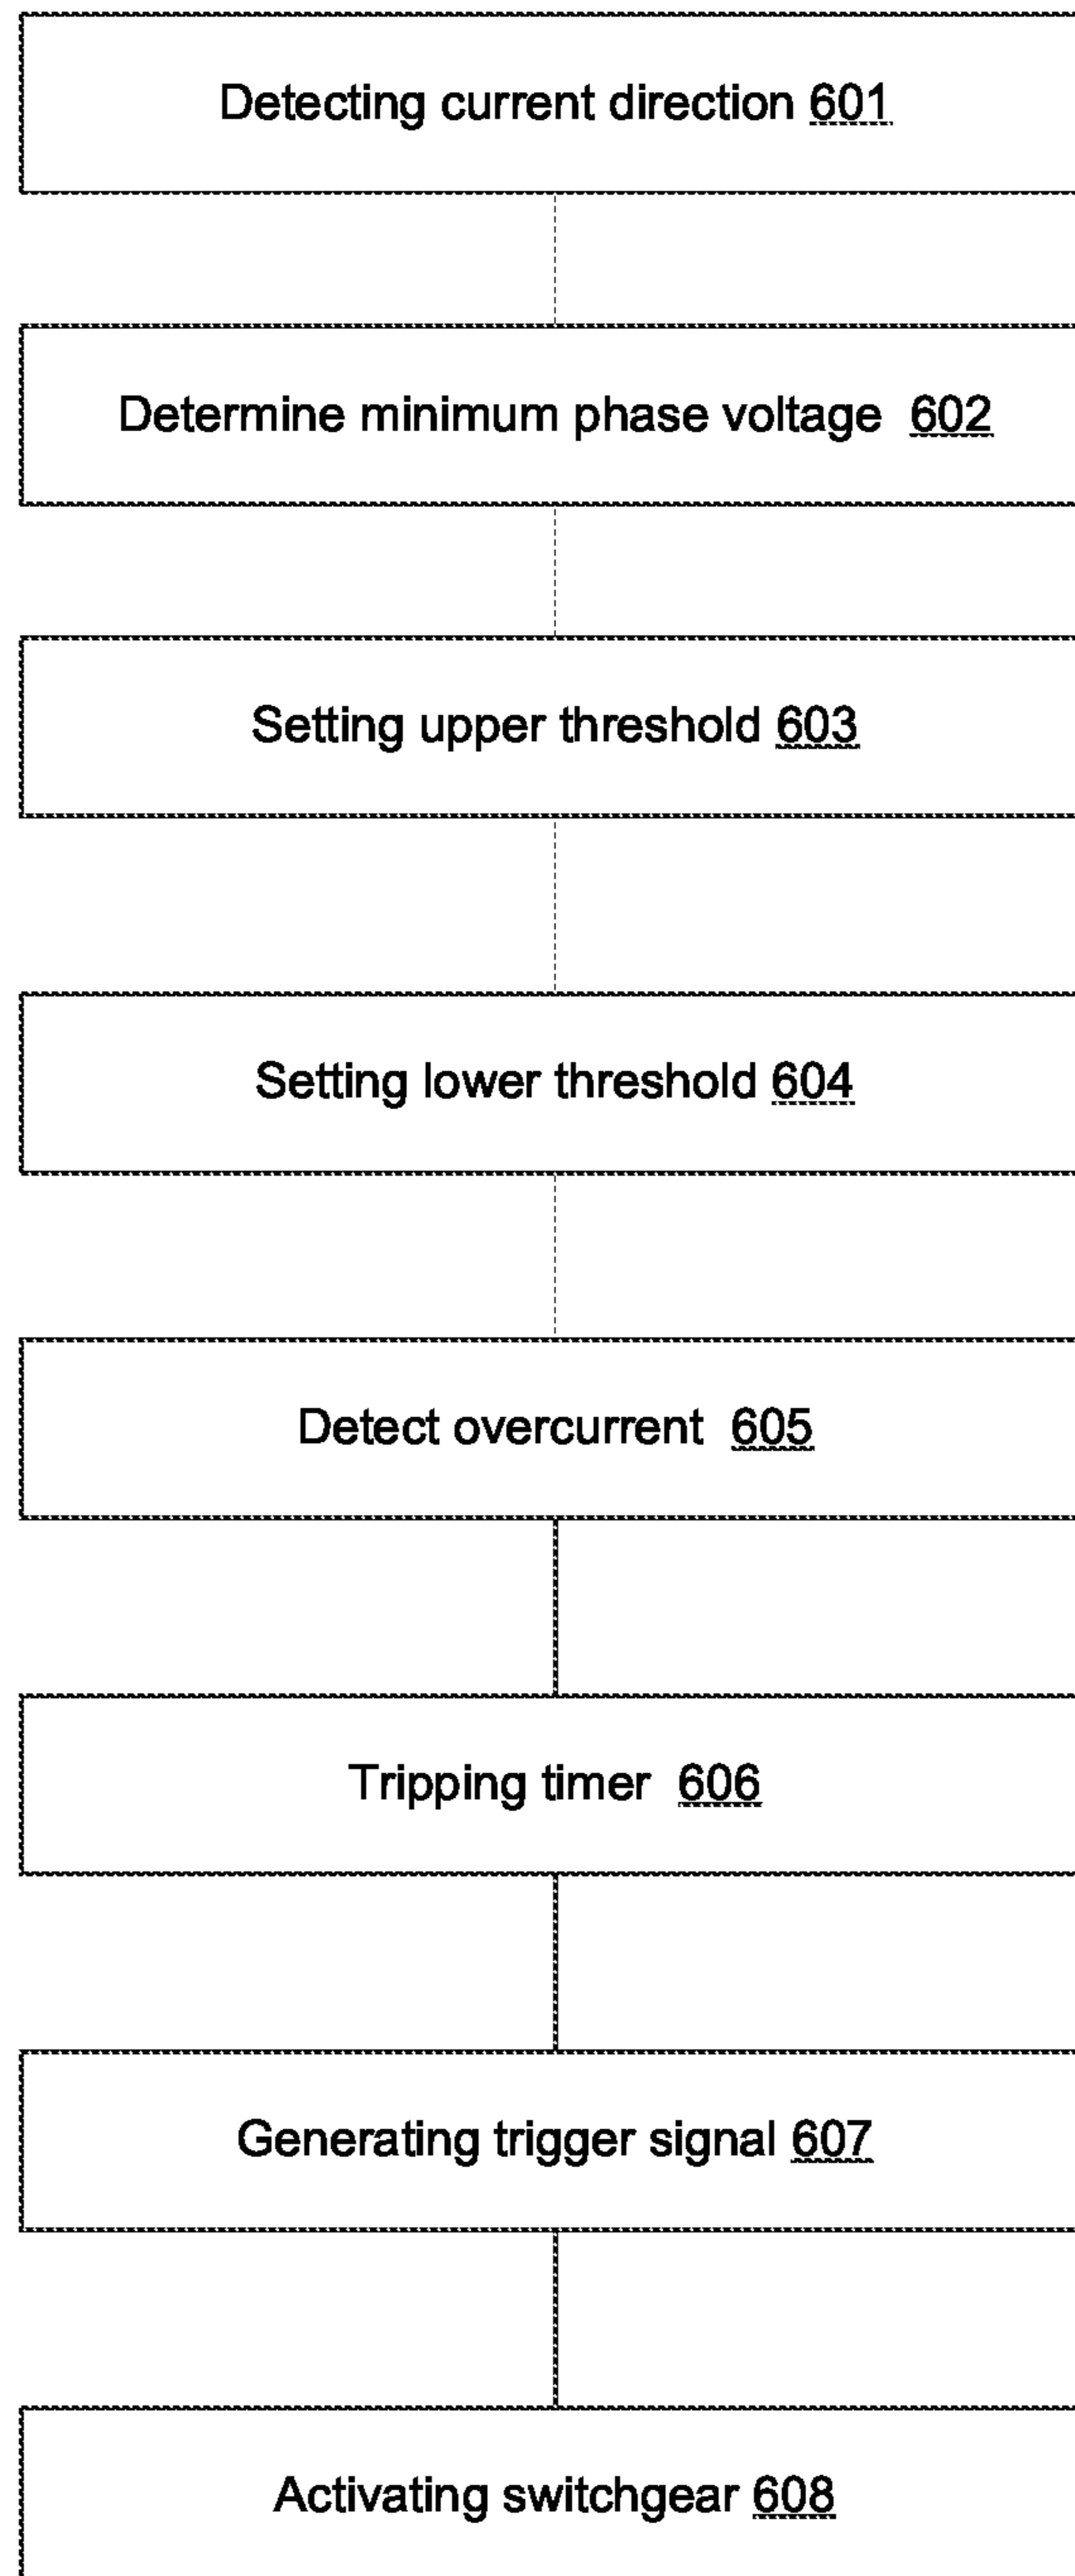 Detecting current direction 601
Determine minimum phase voltage 602
Setting upper threshold 603
Setting lower threshold 604
Detect overcurrent 605
Tripping timer 606
Generating trigger signal 607
Activating switchgear 608